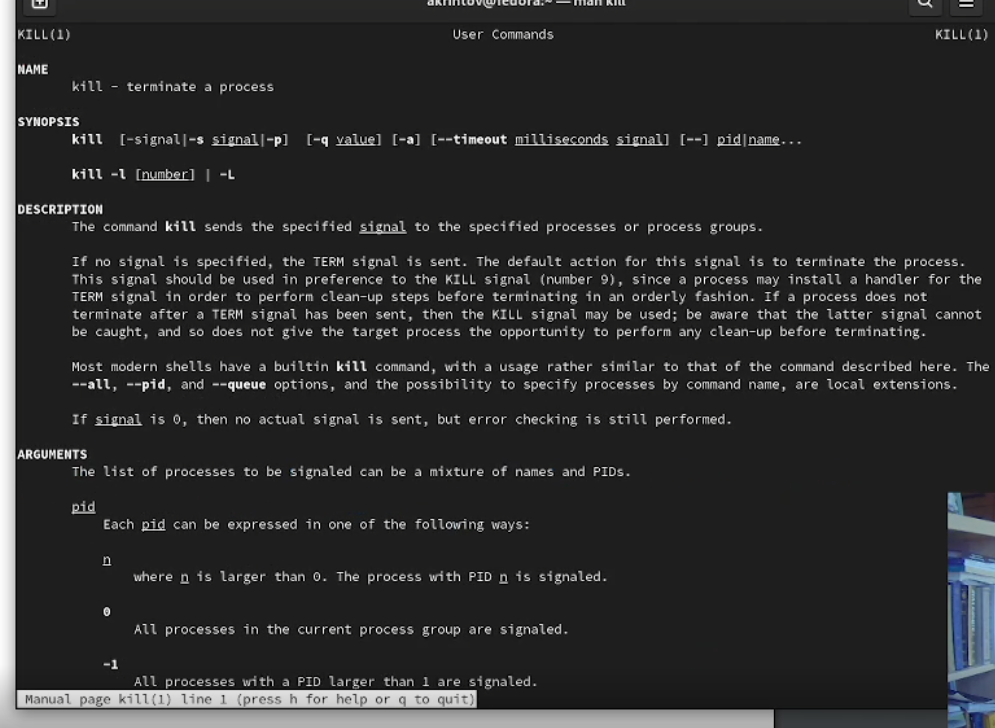 akrintov@fedora:~ — man kill
KILL(1) User Commands KILL(1)
NAME
kill - terminate a process
SYNOPSIS
kill [-signal|-s signal|-p] [-q value] [-a] [--timeout milliseconds signal] [--] pid|name...
kill -l [number] | -L
DESCRIPTION
The command kill sends the specified signal to the specified processes or process groups.
If no signal is specified, the TERM signal is sent. The default action for this signal is to terminate the process.
This signal should be used in preference to the KILL signal (number 9), since a process may install a handler for the
TERM signal in order to perform clean-up steps before terminating in an orderly fashion. If a process does not
terminate after a TERM signal has been sent, then the KILL signal may be used; be aware that the latter signal cannot
be caught, and so does not give the target process the opportunity to perform any clean-up before terminating.
Most modern shells have a builtin kill command, with a usage rather similar to that of the command described here. The
--all, --pid, and --queue options, and the possibility to specify processes by command name, are local extensions.
If signal is 0, then no actual signal is sent, but error checking is still performed.
ARGUMENTS
The list of processes to be signaled can be a mixture of names and PIDs.
pid
Each pid can be expressed in one of the following ways:
n
where n is larger than 0. The process with PID n is signaled.
0
All processes in the current process group are signaled.
-1
All processes with a PID larger than 1 are signaled.
Manual page kill(1) line 1 (press h for help or q to quit)